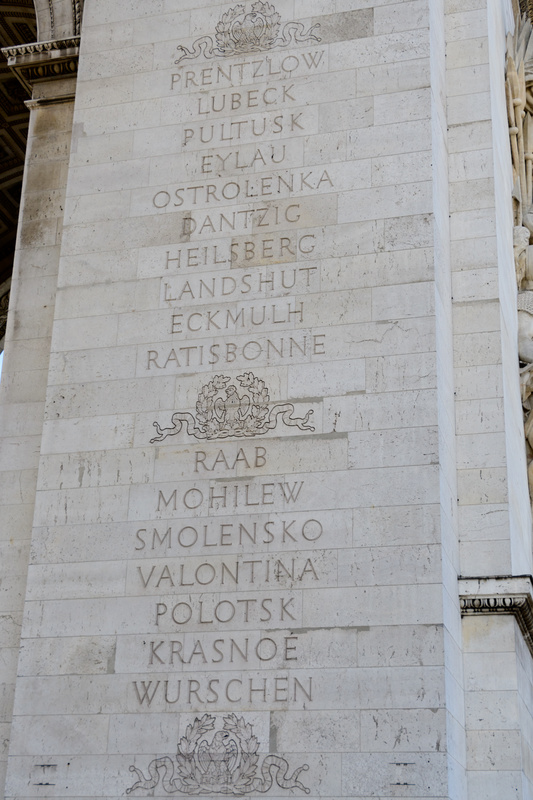 PRENTZLOW
LUBECK
PULTUSK
EYLAU
OSTROLENKA
DANTZIG
HEILSBERG
LANDSHUT
ECKMULH
RATISBONNE
RAAB
MOHILEW
SMOLENSKO
VALONTINA
POLOTSK
KRASNOÉ
WURSCHEN